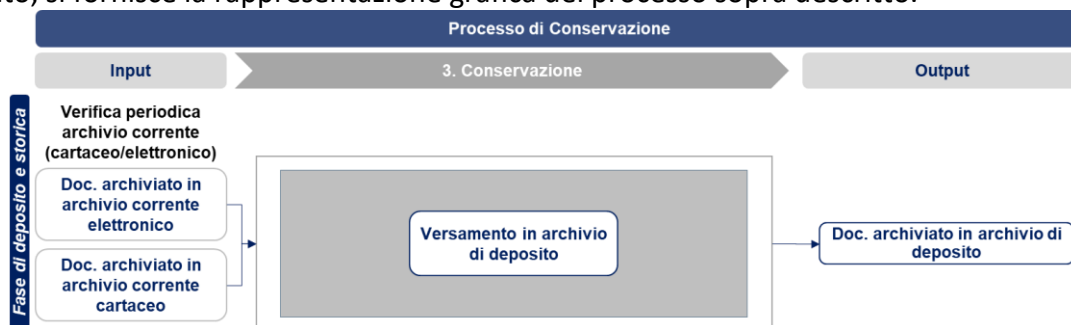 to, si fornisce la rappresentazione grafica del processo sopra descritto.
Processo di Conservazione
Input
3. Conservazione
Output
Fase di deposito e storica
Verifica periodica
archivio corrente
(cartaceo/elettronico)
Doc. archiviato in
archivio corrente
elettronico
Doc. archiviato in
archivio corrente
cartaceo
Versamento in archivio
di deposito
Doc. archiviato in archivio di
deposito